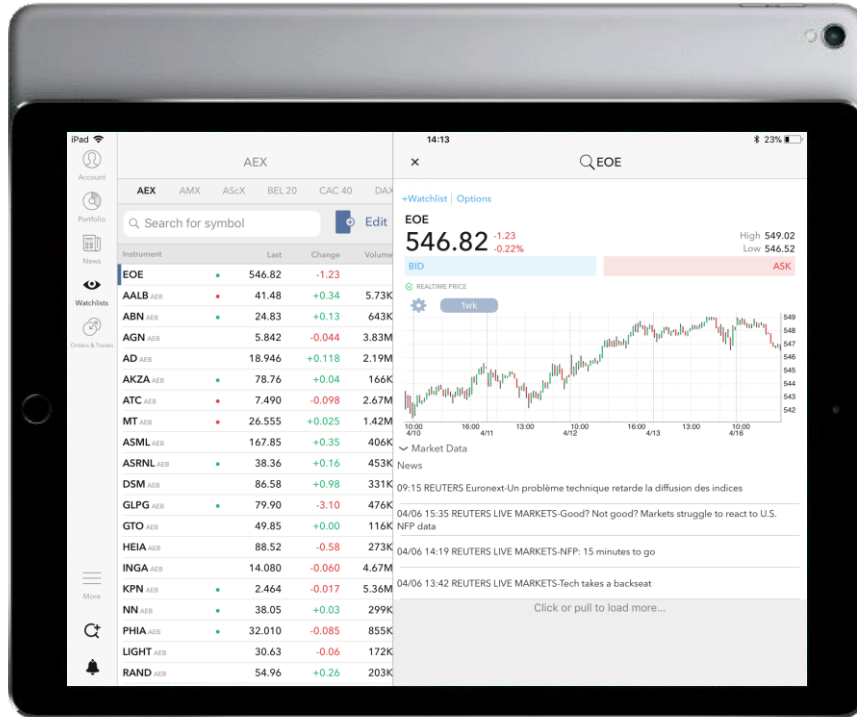 iPad 14:13 23%
Account
Portfolio
News
Watchlists
Orders & Trades
More
AEX
AEX AMX AScX BEL 20 CAC 40 DAX
Search for symbol Edit
Instrument Last Change Volume
EOE 546.82 -1.23
AALB AEB 41.48 +0.34 5.73K
ABN AEB 24.83 +0.13 643K
AGN AEB 5.842 -0.044 3.83M
AD AEB 18.946 +0.118 2.19M
AKZA AEB 78.76 +0.04 166K
ATC AEB 7.490 -0.098 2.67M
MT AEB 26.555 +0.025 1.42M
ASML AEB 167.85 +0.35 406K
ASRNL AEB 38.36 +0.16 453K
DSM AEB 86.58 +0.98 331K
GLPG AEB 79.90 -3.10 476K
GTO AEB 49.85 +0.00 116K
HEIA AEB 88.52 -0.58 273K
INGA AEB 14.080 -0.060 4.67M
KPN AEB 2.464 -0.017 5.36M
NN AEB 38.05 +0.03 299K
PHIA AEB 32.010 -0.085 855K
LIGHT AEB 30.63 -0.06 172K
RAND AEB 54.96 +0.26 203K
× EOE
+Watchlist | Options
EOE
546.82 -1.23 -0.22%
High 549.02
Low 546.52
BID ASK
REALTIME PRICE
1wk
549
548
547
546
545
544
543
542
10:00 16:00 13:00 10:00 16:00 13:00 10:00
4/10 4/11 4/12 4/13 4/16
Market Data
News
09:15 REUTERS Euronext-Un problème technique retarde la diffusion des indices
04/06 15:35 REUTERS LIVE MARKETS-Good? Not good? Markets struggle to react to U.S.
NFP data
04/06 14:19 REUTERS LIVE MARKETS-NFP: 15 minutes to go
04/06 13:42 REUTERS LIVE MARKETS-Tech takes a backseat
Click or pull to load more...